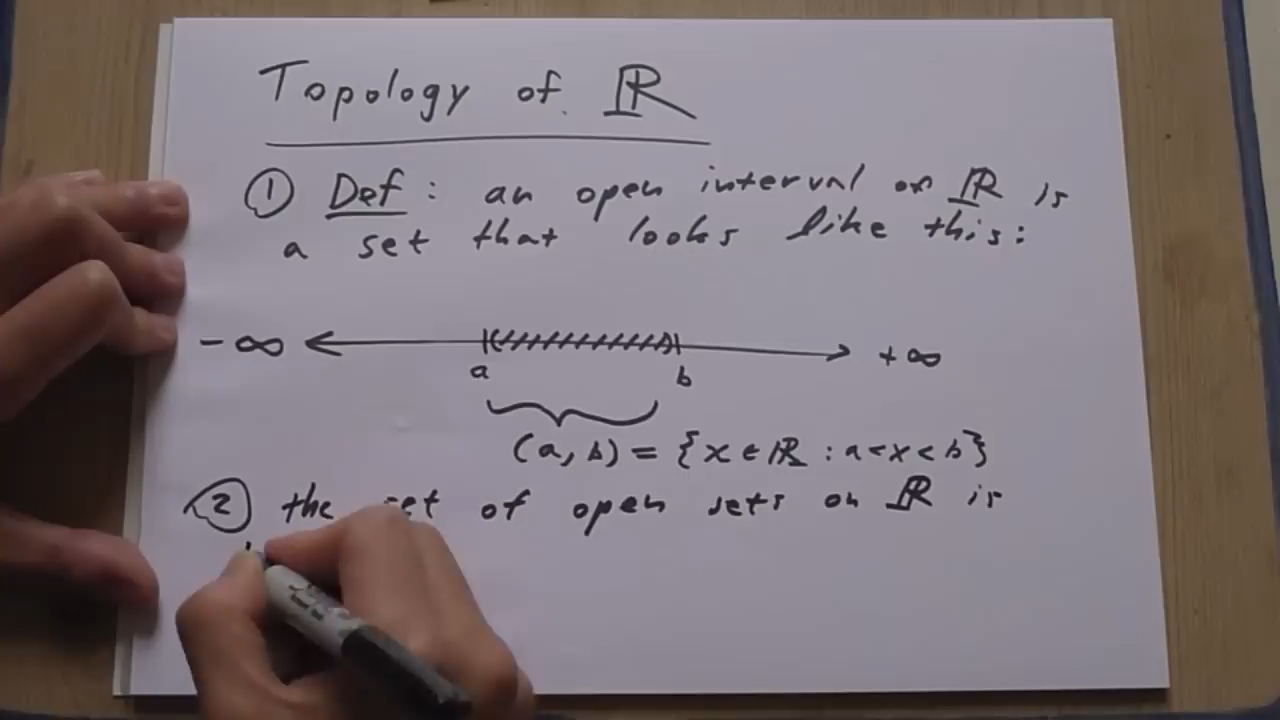 Topology of ℝ
① Def: an open interval on ℝ is
a set that looks like this:
-∞ +∞
a b
(a, b) = {x ∈ ℝ : a < x < b}
② the set of open sets on ℝ is